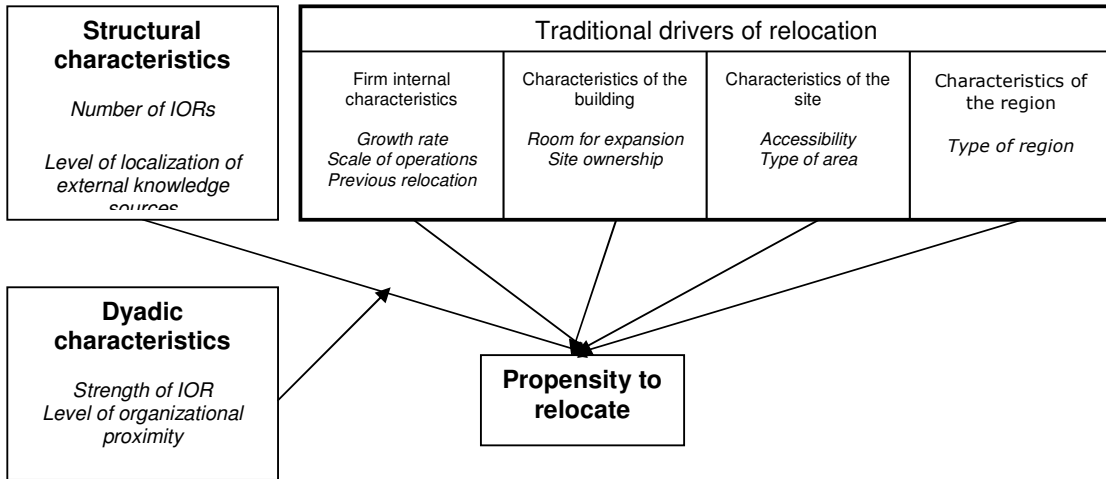 Structural
characteristics
Number of IORs
Level of localization of
external knowledge
sources
Traditional drivers of relocation
Firm internal
characteristics
Growth rate
Scale of operations
Previous relocation
Characteristics of the
building
Room for expansion
Site ownership
Characteristics of the
site
Accessibility
Type of area
Characteristics of
the region
Type of region
Dyadic
characteristics
Strength of IOR
Level of organizational
proximity
Propensity to
relocate